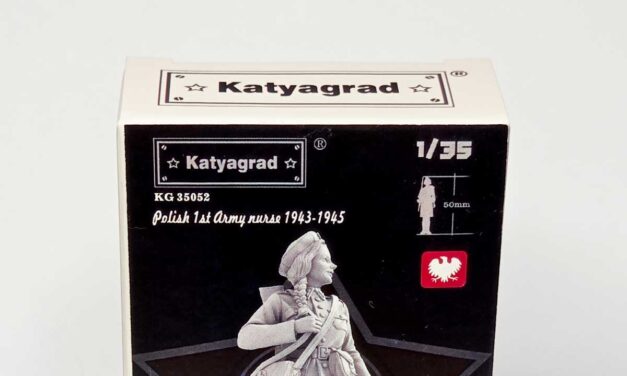 ☆ Katyagrad ☆ ®
☆ Katyagrad ☆ ®
1/35
KG 35052
50mm
Polish 1st Army nurse 1943-1945